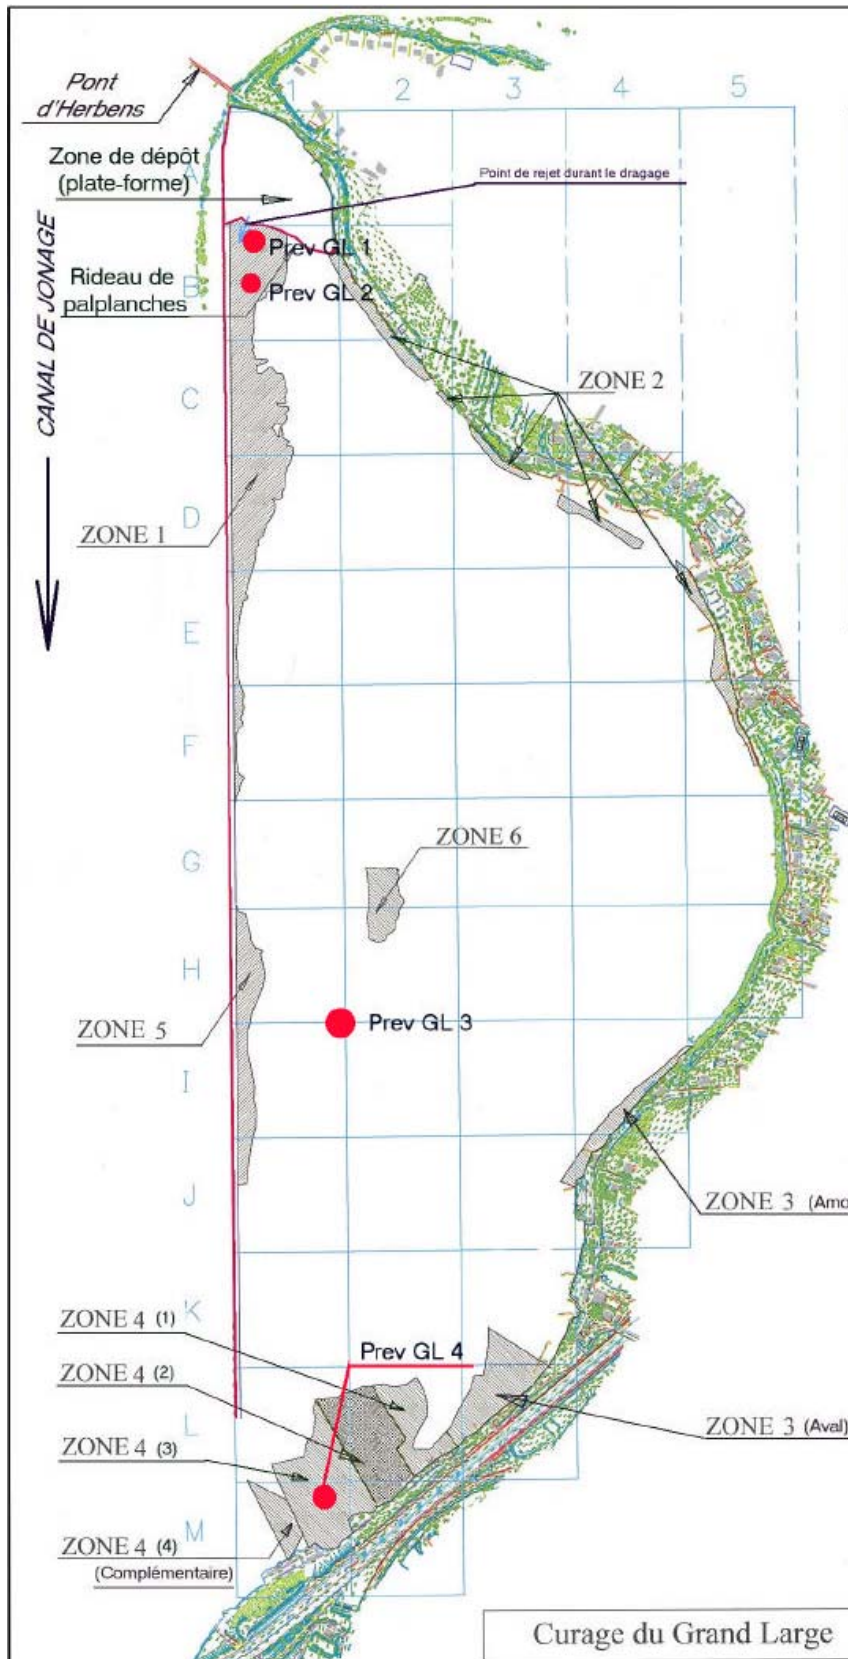 Pont
d'Herbens
1
2
3
4
5
Zone de dépôt
(plate-forme)
A
Point de rejet durant le dragage
Prev GL 1
Rideau de
palplanches
B
Prev GL 2
CANAL DE JONAGE
C
ZONE 2
D
ZONE 1
E
F
G
ZONE 6
H
ZONE 5
Prev GL 3
I
J
ZONE 3 (Amo
K
ZONE 4 (1)
Prev GL 4
ZONE 4 (2)
L
ZONE 3 (Aval)
ZONE 4 (3)
M
ZONE 4 (4)
(Complémentaire)
Curage du Grand Large